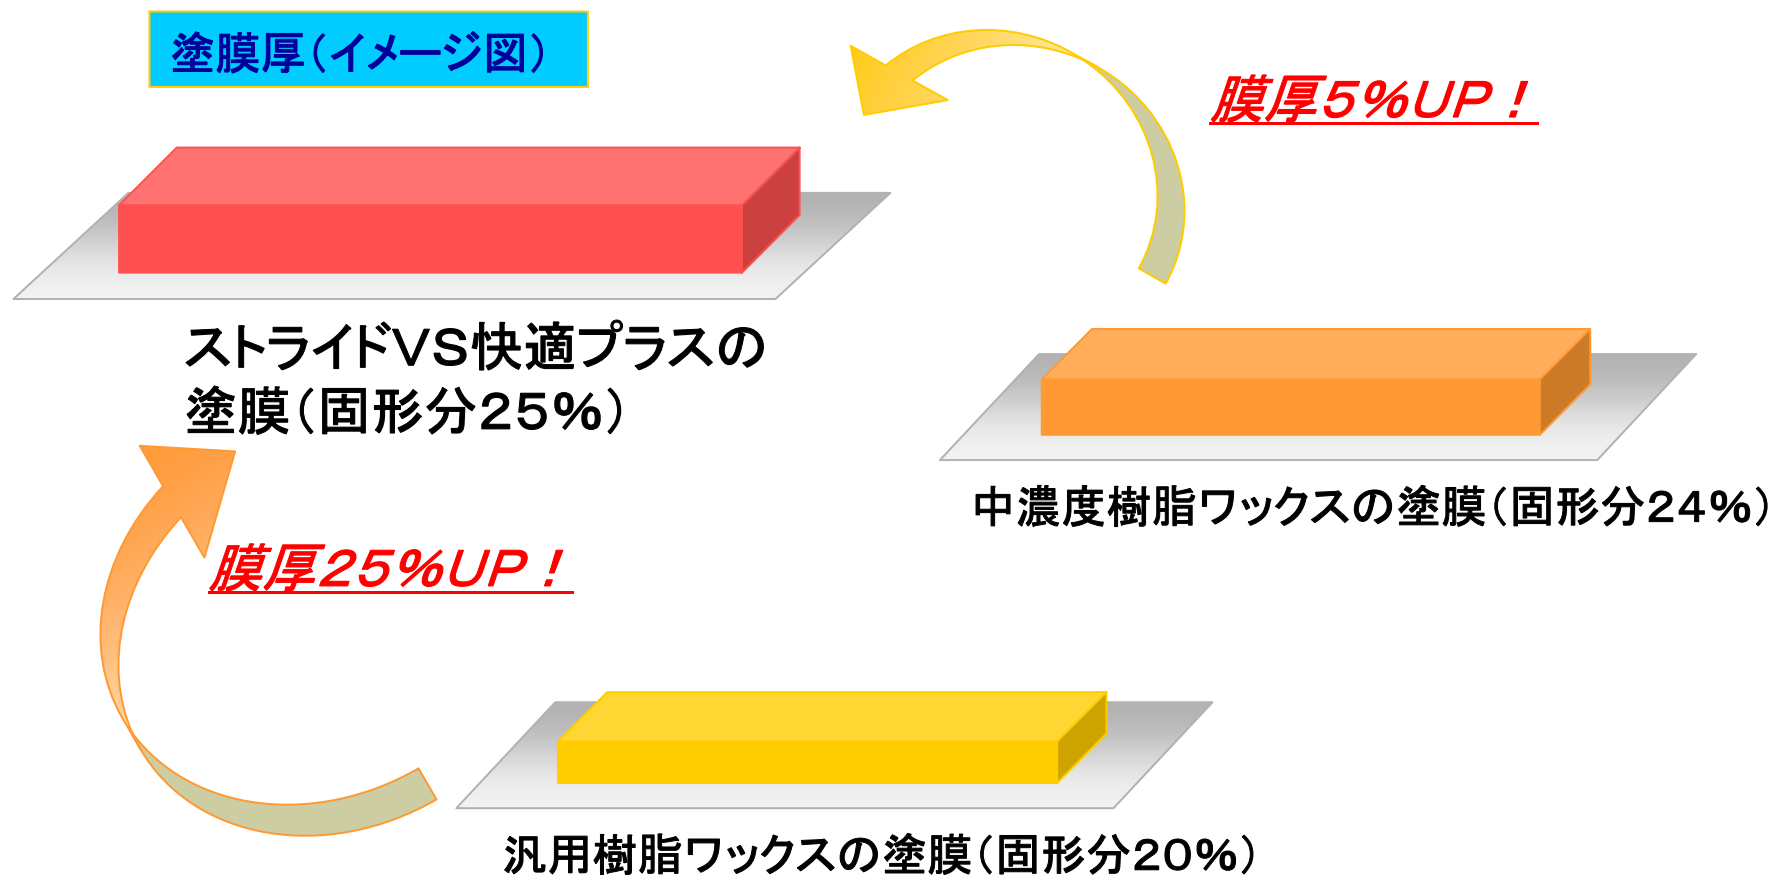 塗膜厚（イメージ図）
膜厚５％ＵＰ！
ストライドＶＳ快適プラスの
塗膜（固形分２５％）
中濃度樹脂ワックスの塗膜（固形分２４％）
膜厚２５％ＵＰ！
汎用樹脂ワックスの塗膜（固形分２０％）